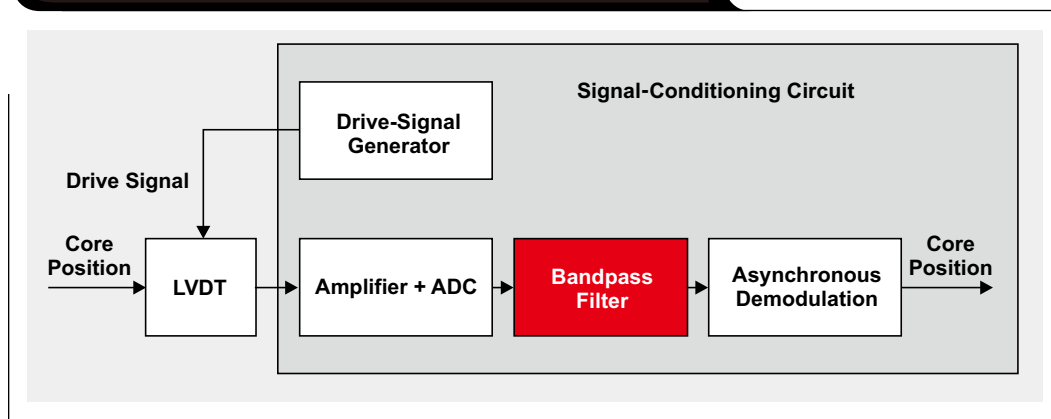 Signal-Conditioning Circuit
Drive-Signal
Generator
Drive Signal
Core
Position
LVDT
Amplifier + ADC
Bandpass
Filter
Asynchronous
Demodulation
Core
Position